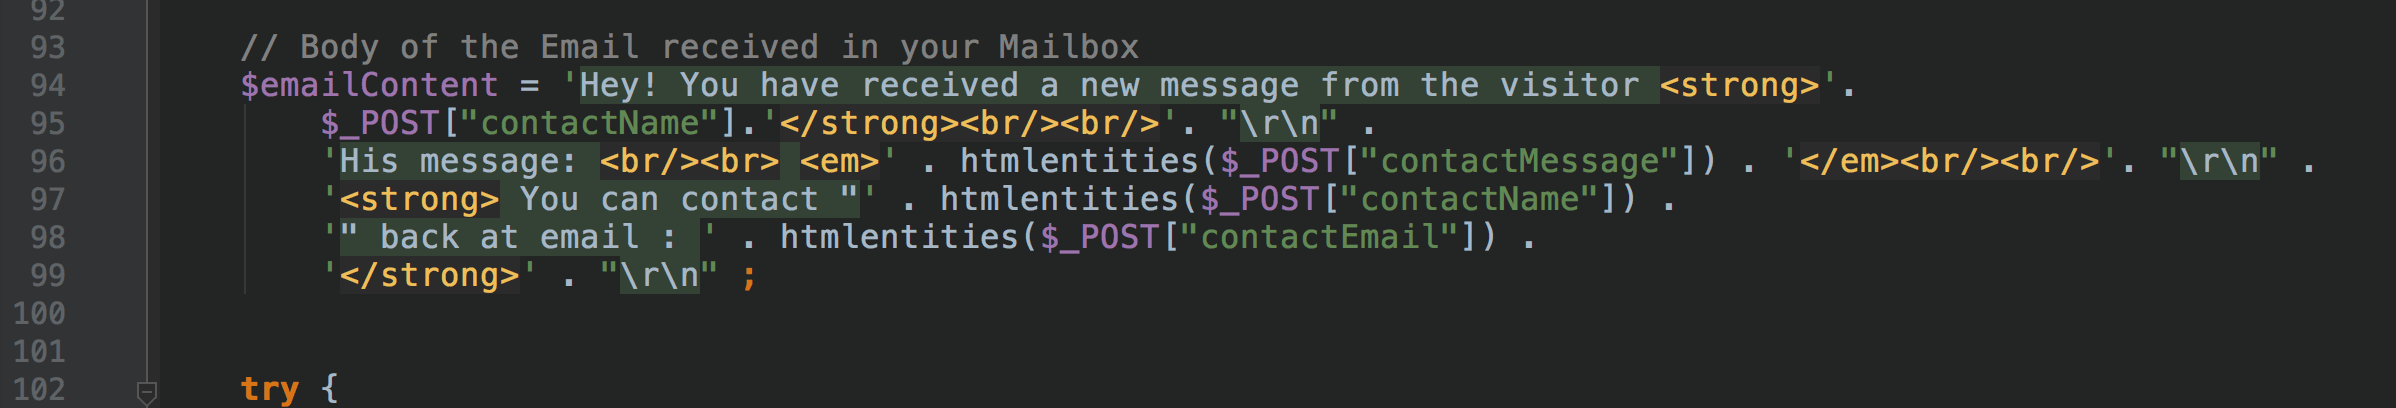 92
93 // Body of the Email received in your Mailbox
94 $emailContent = 'Hey! You have received a new message from the visitor <strong>'.
95 $_POST["contactName"].'</strong><br/><br/>'. "\r\n" .
96 'His message: <br/><br> <em>' . htmlentities($_POST["contactMessage"]) . '</em><br/><br/>'. "\r\n" .
97 '<strong> You can contact "' . htmlentities($_POST["contactName"]) .
98 '" back at email : ' . htmlentities($_POST["contactEmail"]) .
99 '</strong>' . "\r\n" ;
100
101
102 try {